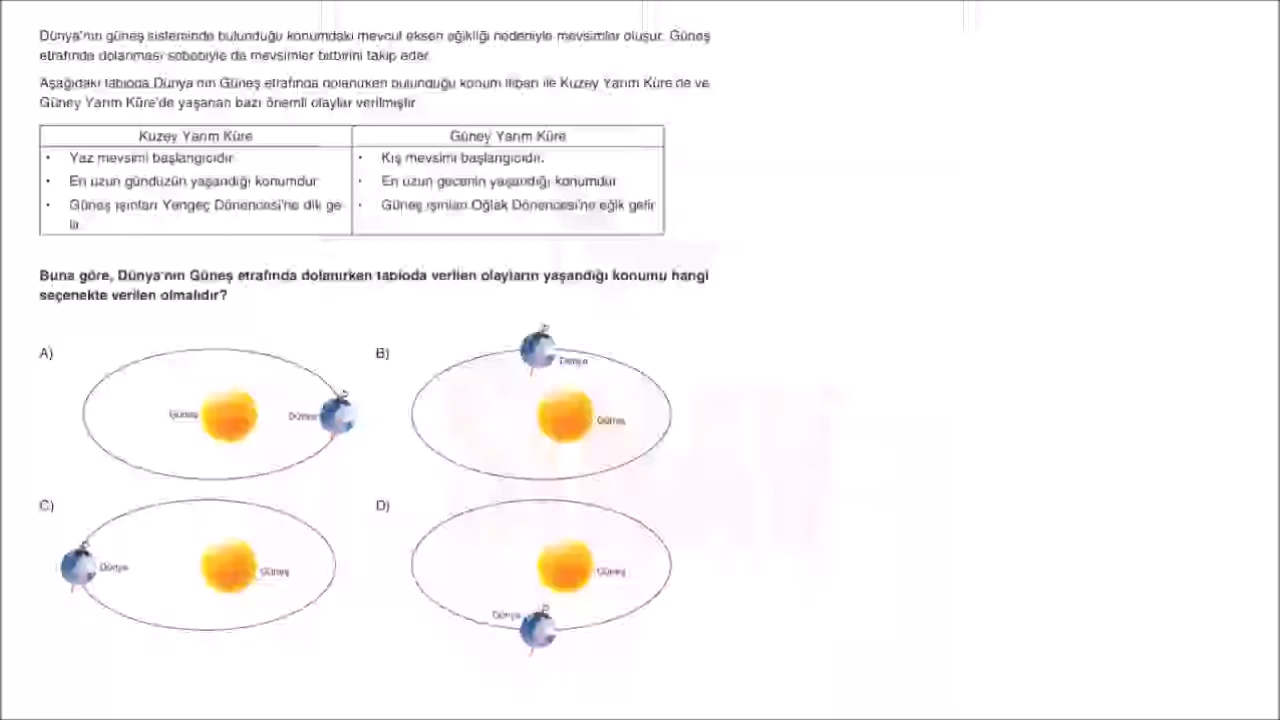 Dünya'nın güneş sisteminde bulunduğu konumdaki mevcut eksen eğikliği nedeniyle mevsimler oluşur. Güneş
etrafında dolanması sebebiyle de mevsimler birbirini takip eder.
Aşağıdaki tabloda Dünya'nın Güneş etrafında dolanırken bulunduğu konum itibarı ile Kuzey Yarım Küre'de ve
Güney Yarım Küre'de yaşanan bazı önemli olaylar verilmiştir.
Kuzey Yarım Küre
Güney Yarım Küre
• Yaz mevsimi başlangıcıdır.
• Kış mevsimi başlangıcıdır.
• En uzun gündüzün yaşandığı konumdur.
• En uzun gecenin yaşandığı konumdur.
• Güneş ışınları Yengeç Dönencesi'ne dik ge-
lir.
• Güneş ışınları Oğlak Dönencesi'ne eğik gelir.
Buna göre, Dünya'nın Güneş etrafında dolanırken tabloda verilen olayların yaşandığı konumu hangi
seçenekte verilen olmalıdır?
A)
Güneş
Dünya
B)
Dünya
Güneş
C)
Dünya
Güneş
D)
Güneş
Dünya